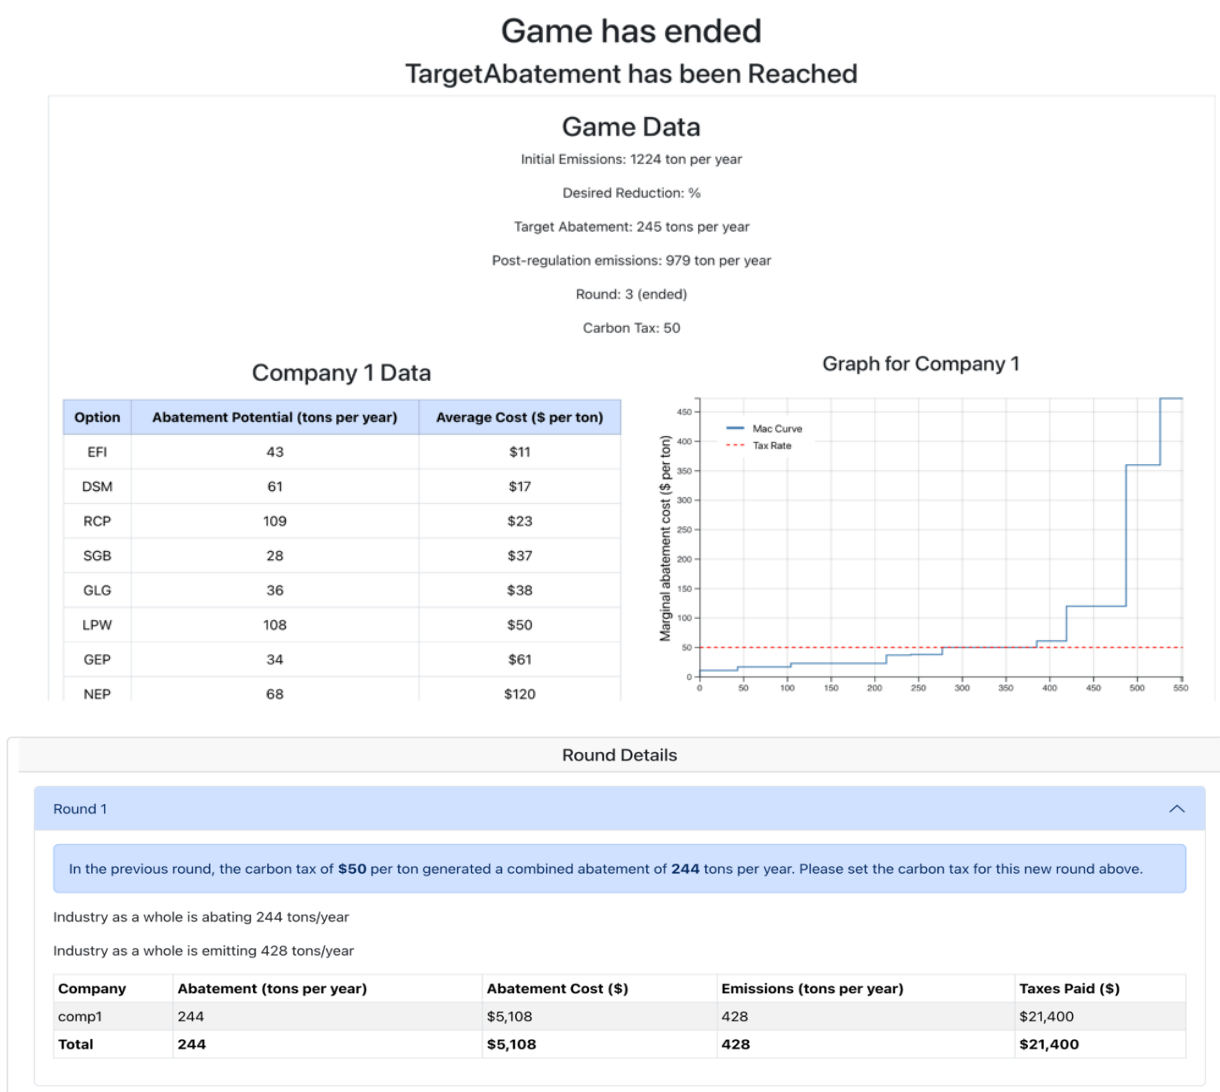 Game has ended
TargetAbatement has been Reached
Game Data
Initial Emissions: 1224 ton per year
Desired Reduction: %
Target Abatement: 245 tons per year
Post-regulation emissions: 979 ton per year
Round: 3 (ended)
Carbon Tax: 50
Company 1 Data
Option Abatement Potential (tons per year) Average Cost ($ per ton)
EFI 43 $11
DSM 61 $17
RCP 109 $23
SGB 28 $37
GLG 36 $38
LPW 108 $50
GEP 34 $61
NEP 68 $120
Graph for Company 1
Mac Curve
Tax Rate
Marginal abatement cost ($ per ton)
450
400
350
300
250
200
150
100
50
0
0 50 100 150 200 250 300 350 400 450 500 550
Round Details
Round 1
In the previous round, the carbon tax of $50 per ton generated a combined abatement of 244 tons per year. Please set the carbon tax for this new round above.
Industry as a whole is abating 244 tons/year
Industry as a whole is emitting 428 tons/year
Company Abatement (tons per year) Abatement Cost ($) Emissions (tons per year) Taxes Paid ($)
comp1 244 $5,108 428 $21,400
Total 244 $5,108 428 $21,400